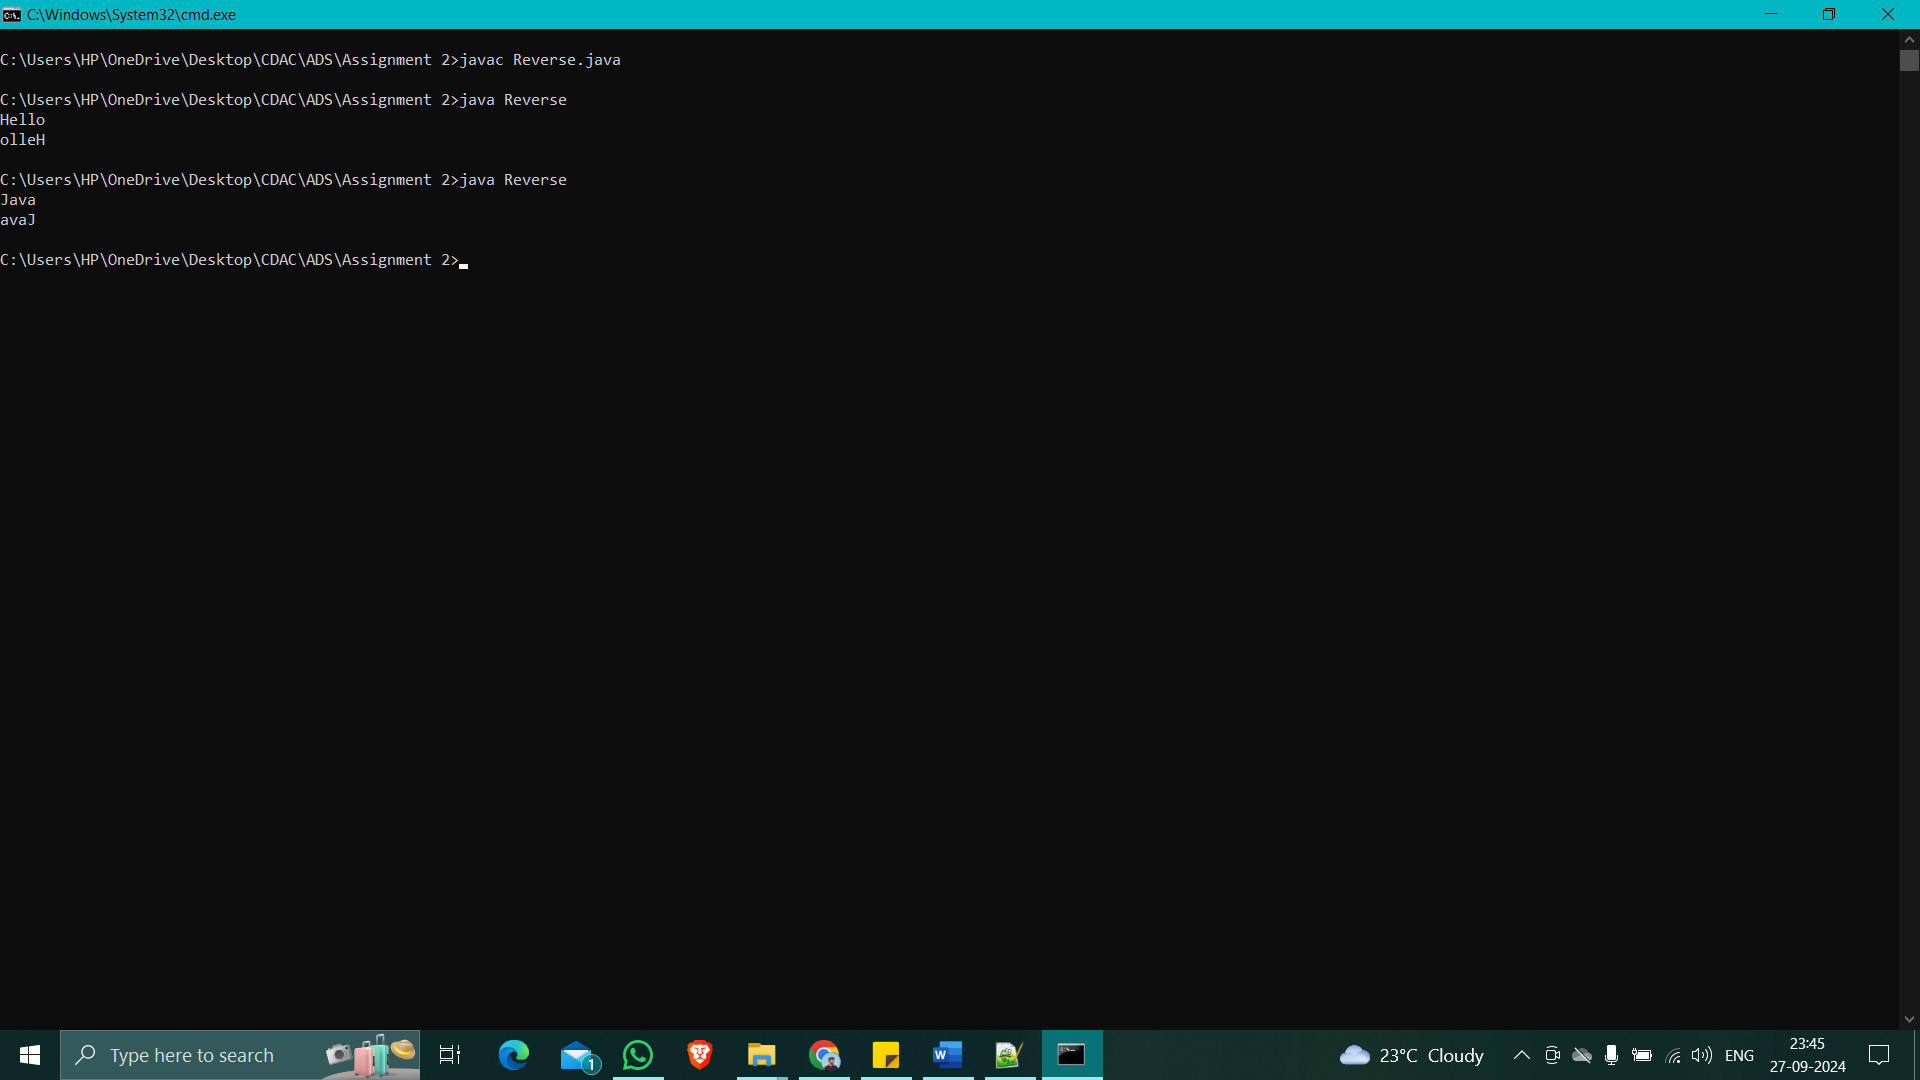 C:\Windows\System32\cmd.exe
C:\Users\HP\OneDrive\Desktop\CDAC\ADS\Assignment 2>javac Reverse.java
C:\Users\HP\OneDrive\Desktop\CDAC\ADS\Assignment 2>java Reverse
Hello
olleH
C:\Users\HP\OneDrive\Desktop\CDAC\ADS\Assignment 2>java Reverse
Java
avaJ
C:\Users\HP\OneDrive\Desktop\CDAC\ADS\Assignment 2>
Type here to search
1
23°C Cloudy
ENG
23:45
27-09-2024